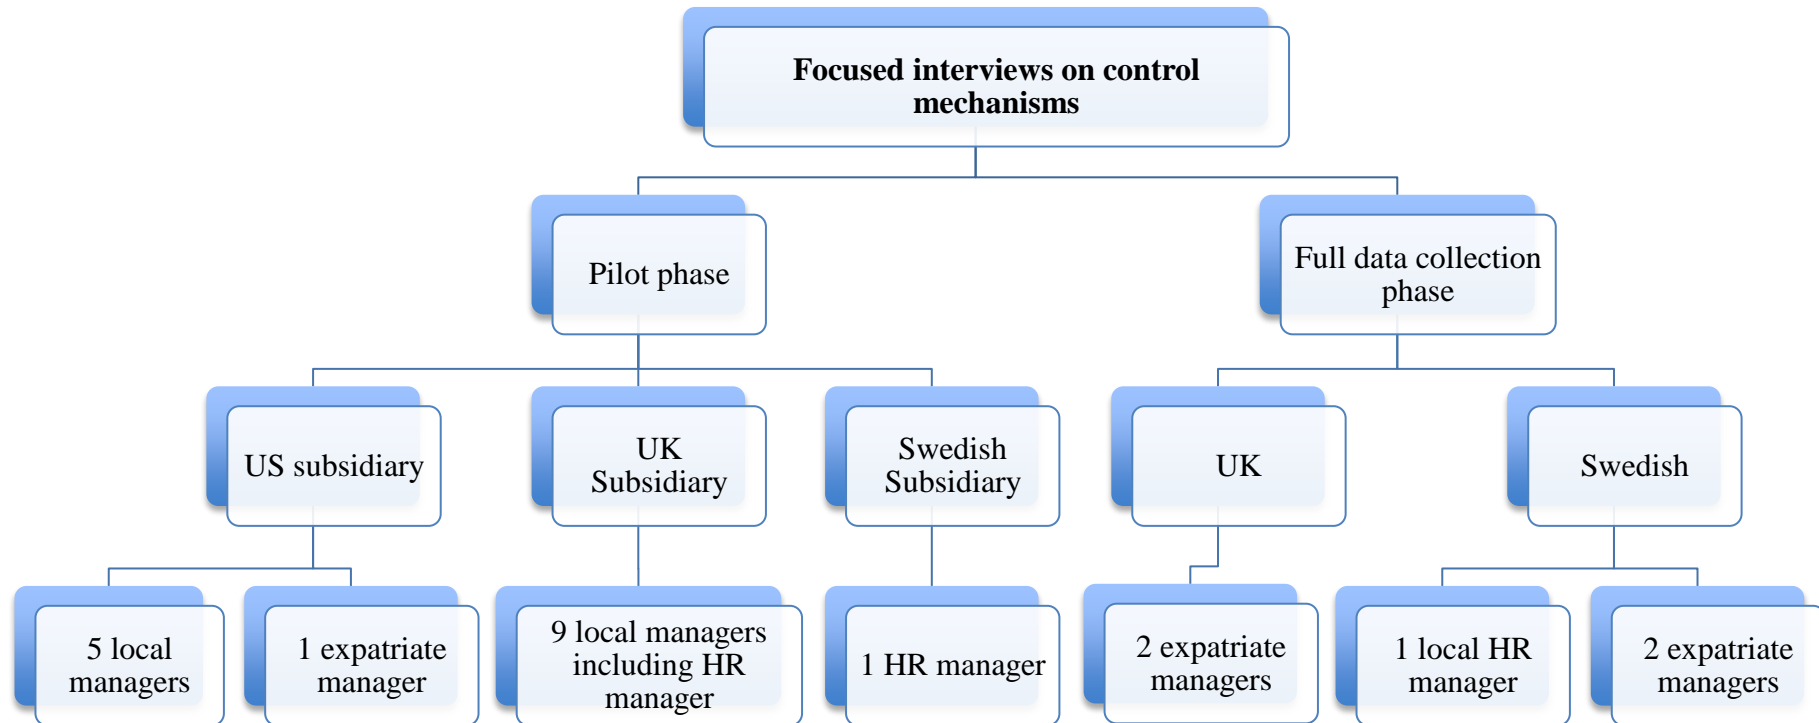 Focused interviews on control
mechanisms
Pilot phase
Full data collection
phase
US subsidiary
UK
Subsidiary
Swedish
Subsidiary
UK
Swedish
5 local
managers
1 expatriate
manager
9 local managers
including HR
manager
1 HR manager
2 expatriate
managers
1 local HR
manager
2 expatriate
managers